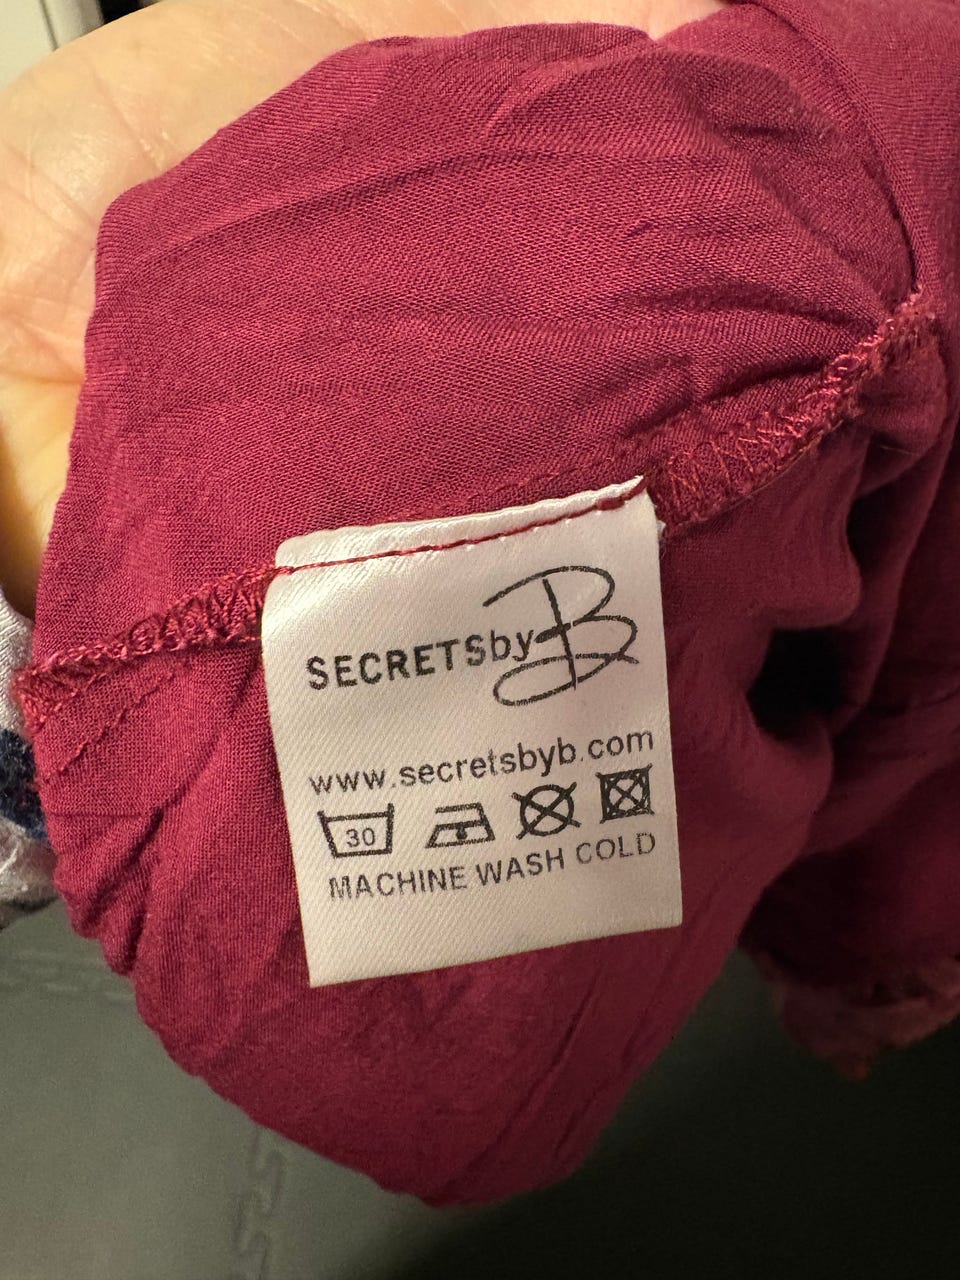 SECRETSbyB
www.secretsbyb.com
30
MACHINE WASH COLD